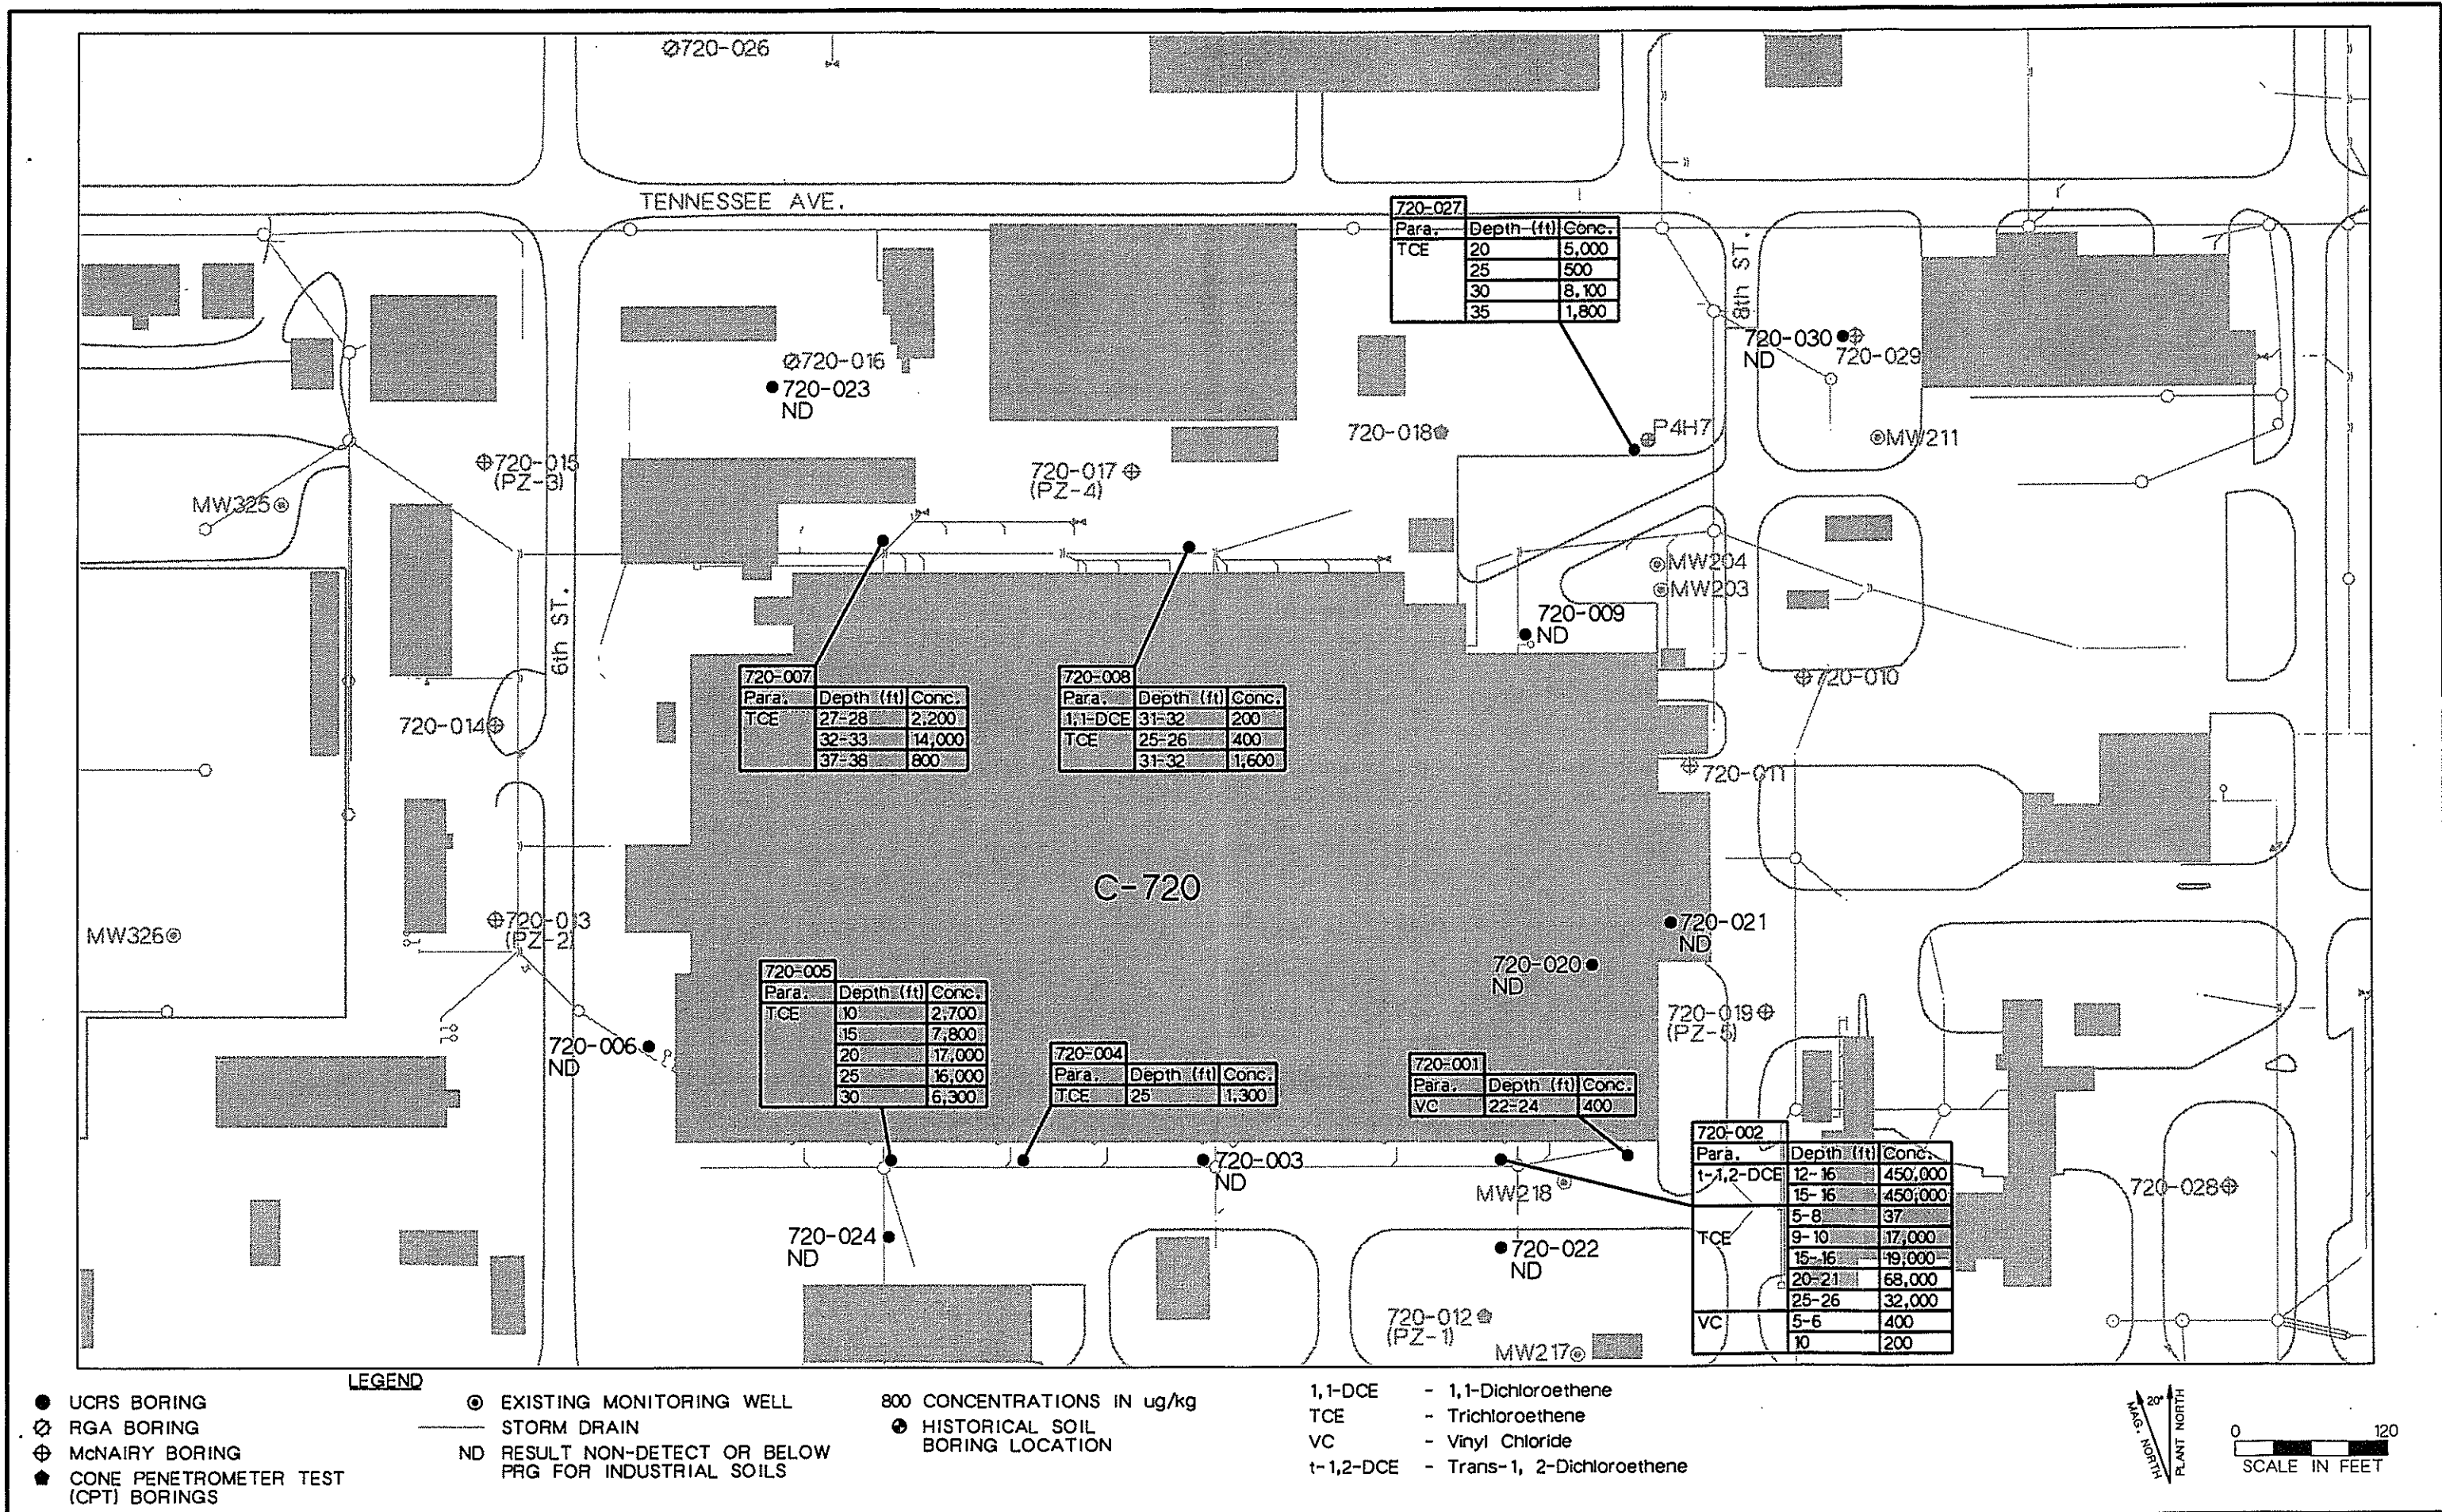 720-026
TENNESSEE AVE.
720-027
Para. Depth (ft) Conc.
TCE 20 5,000
25 500
30 8,100
35 1,800
8th ST.
720-030
ND
720-029
720-016
720-023
ND
720-018
P4H7
MW211
720-015
(PZ-3)
720-017
(PZ-4)
MW325
MW204
MW203
6th ST.
720-009
ND
720-007
Para. Depth (ft) Conc.
TCE 27-28 2,200
32-33 14,000
37-38 800
720-008
Para. Depth (ft) Conc.
1,1-DCE 31-32 200
TCE 25-26 400
31-32 1,600
720-010
720-014
720-011
C-720
720-013
(PZ-2)
MW326
720-021
ND
720-020
ND
720-005
Para. Depth (ft) Conc.
TCE 10 2,700
15 7,800
20 17,000
25 16,000
30 6,300
720-019
(PZ-5)
720-006
ND
720-004
Para. Depth (ft) Conc.
TCE 25 1,300
720-001
Para. Depth (ft) Conc.
VC 22-24 400
720-002
Para. Depth (ft) Conc.
t-1,2-DCE 12-16 450,000
15-16 450,000
TCE 5-8 37
9-10 17,000
15-16 19,000
20-21 68,000
25-26 32,000
VC 5-6 400
10 200
720-003
ND
MW218
720-028
720-024
ND
720-022
ND
720-012
(PZ-1)
MW217
LEGEND
UCRS BORING
RGA BORING
McNAIRY BORING
CONE PENETROMETER TEST
(CPT) BORINGS
EXISTING MONITORING WELL
STORM DRAIN
ND RESULT NON-DETECT OR BELOW
PRG FOR INDUSTRIAL SOILS
800 CONCENTRATIONS IN ug/kg
HISTORICAL SOIL
BORING LOCATION
1,1-DCE - 1,1-Dichloroethene
TCE - Trichloroethene
VC - Vinyl Chloride
t-1,2-DCE - Trans-1, 2-Dichloroethene
20°
MAG. NORTH
PLANT NORTH
0 120
SCALE IN FEET